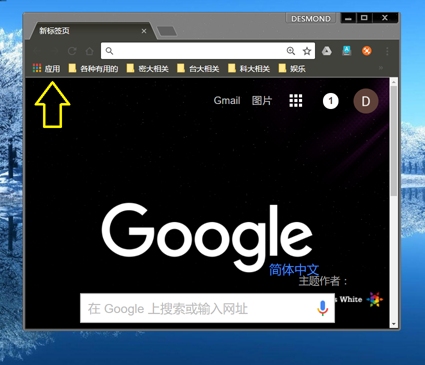 DESMOND
新标签页
应用 各种有用的 密大相关 台大相关 科大相关 娱乐
Gmail 图片 1 D
Google
简体中文
主题作者：
s White
在 Google 上搜索或输入网址